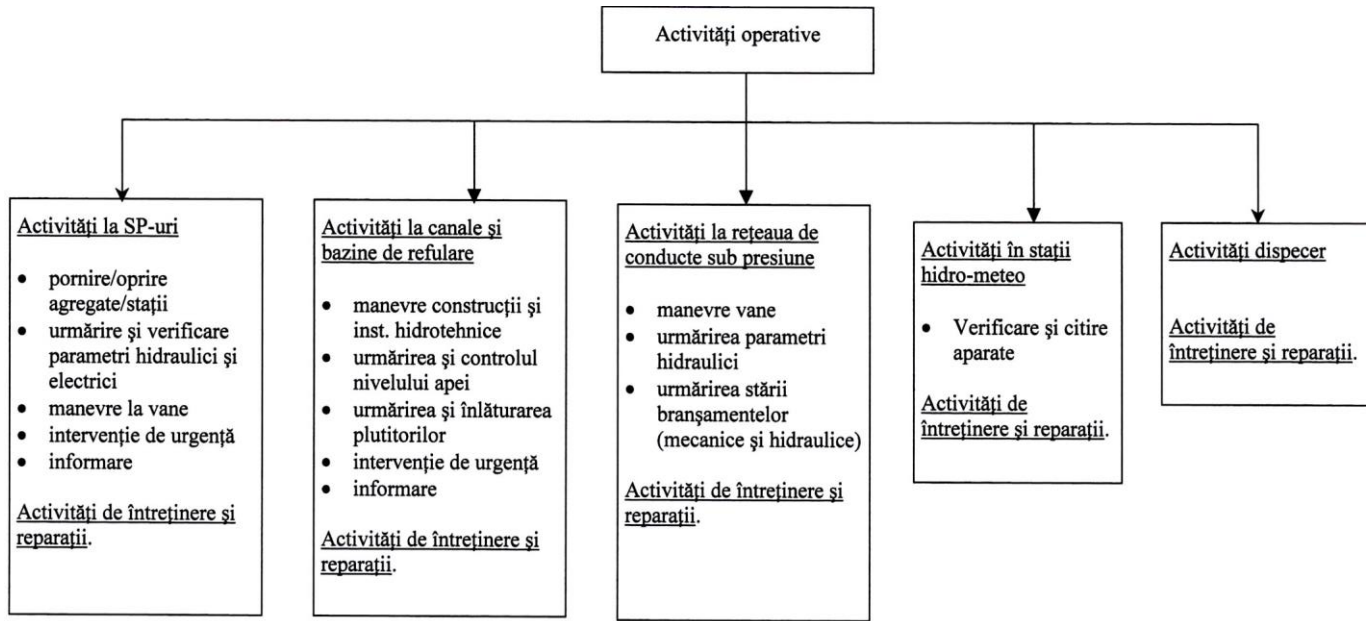 Activități operative
Activități la SP-uri
• pornire/oprire
agregate/stații
• urmărire și verificare
parametri hidraulici și
electrici
• manevre la vane
• intervenție de urgență
• informare
Activități de întreținere și
reparații.
Activități la canale și
bazine de refulare
• manevre construcții și
inst. hidrotehnice
• urmărirea și controlul
nivelului apei
• urmărirea și înlăturarea
plutitorilor
• intervenție de urgență
• informare
Activități de întreținere și
reparații.
Activități la rețeaua de
conducte sub presiune
• manevre vane
• urmărirea parametri
hidraulici
• urmărirea stării
branșamentelor
(mecanice și hidraulice)
Activități de întreținere și
reparații.
Activități în stații
hidro-meteo
• Verificare și citire
aparate
Activități de
întreținere și reparații.
Activități dispecer
Activități de
întreținere și reparații.